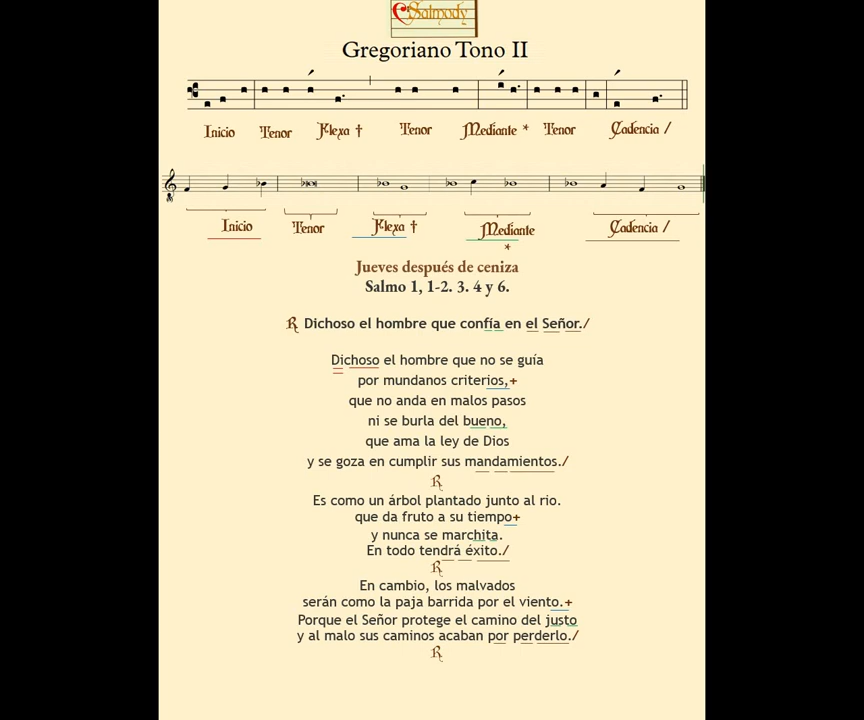 Salmody
Gregoriano Tono II
Inicio Tenor Flexa † Tenor Mediante * Tenor Cadencia /
Inicio Tenor Flexa † Mediante * Cadencia /
Jueves después de ceniza
Salmo 1, 1-2. 3. 4 y 6.
℟ Dichoso el hombre que confía en el Señor./
Dichoso el hombre que no se guía
por mundanos criterios,+
que no anda en malos pasos
ni se burla del bueno,
que ama la ley de Dios
y se goza en cumplir sus mandamientos./
℟
Es como un árbol plantado junto al rio.
que da fruto a su tiempo+
y nunca se marchita.
En todo tendrá éxito./
℟
En cambio, los malvados
serán como la paja barrida por el viento.+
Porque el Señor protege el camino del justo
y al malo sus caminos acaban por perderlo./
℟